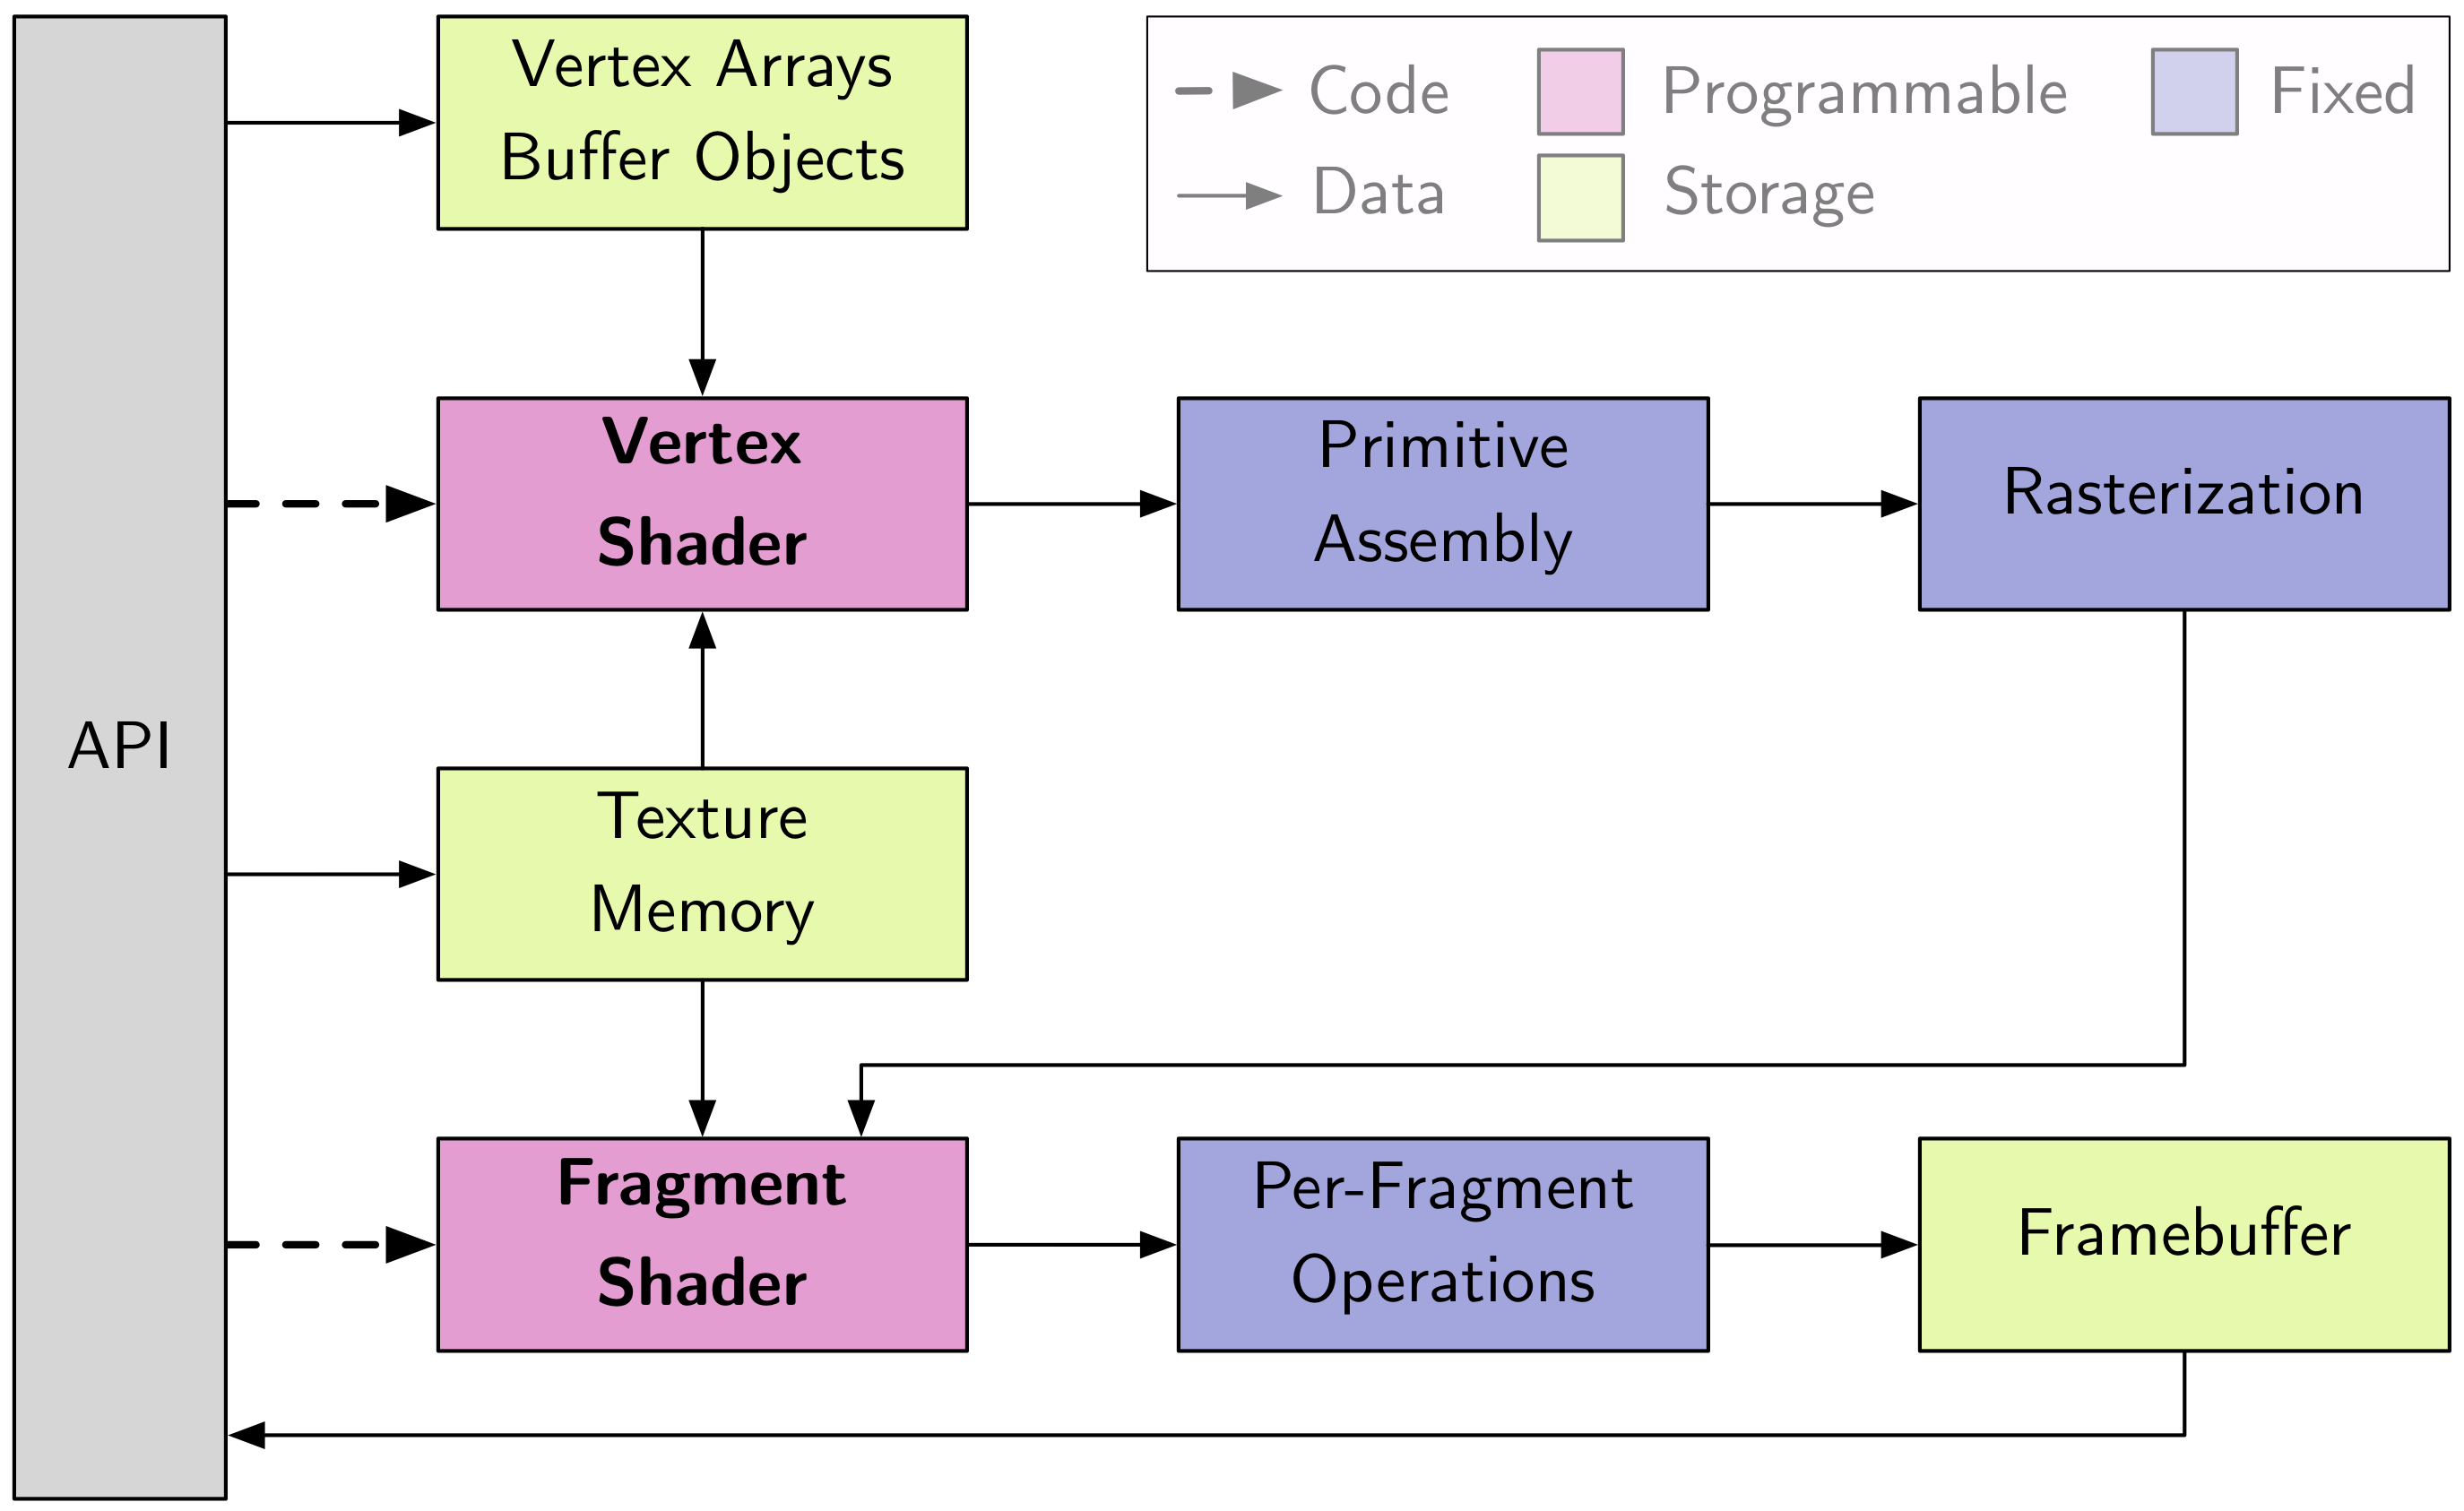 Vertex Arrays
Buffer Objects
Code
Programmable
Fixed
Data
Storage
Vertex
Shader
Primitive
Assembly
Rasterization
API
Texture
Memory
Fragment
Shader
Per-Fragment
Operations
Framebuffer